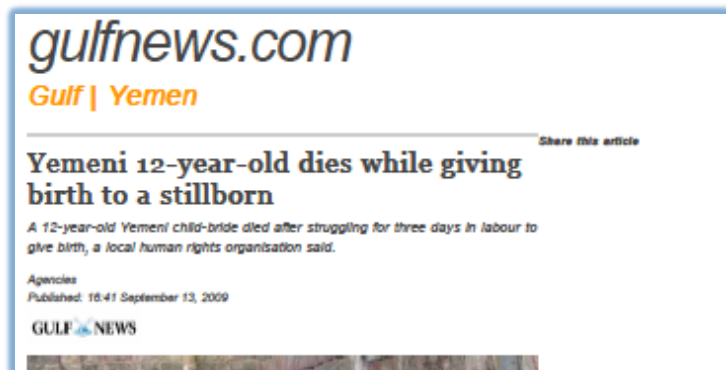 gulfnews.com
Gulf | Yemen
Share this article
Yemeni 12-year-old dies while giving
birth to a stillborn
A 12-year-old Yemeni child-bride died after struggling for three days in labour to
give birth, a local human rights organisation said.
Agencies
Published: 16:41 September 13, 2009
GULF NEWS